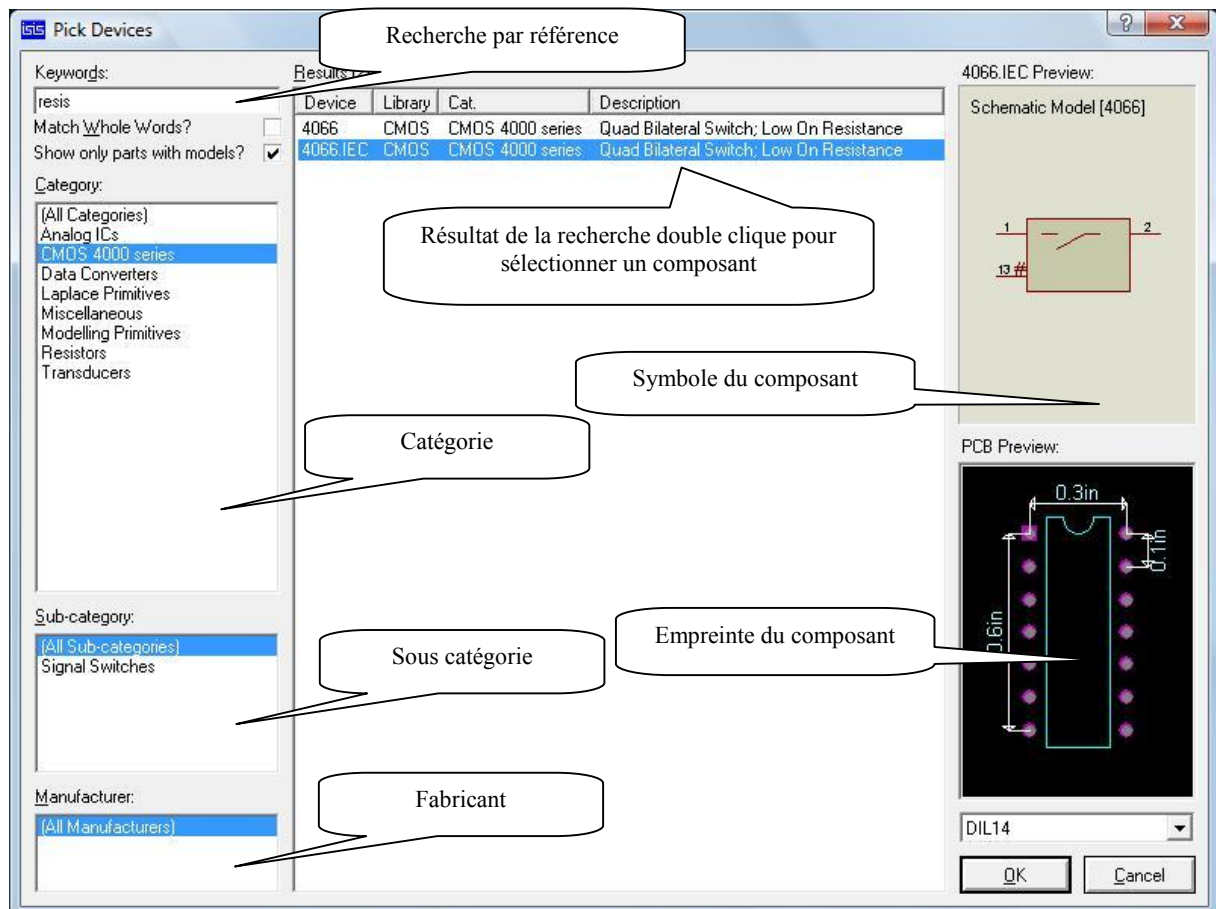 isis Pick Devices
Recherche par référence
Keywords:
resis
Match Whole Words?
Show only parts with models?
Category:
(All Categories)
Analog ICs
CMOS 4000 series
Data Converters
Laplace Primitives
Miscellaneous
Modelling Primitives
Resistors
Transducers
Catégorie
Sub-category:
(All Sub-categories)
Signal Switches
Sous catégorie
Manufacturer:
(All Manufacturers)
Fabricant
Results
Device Library Cat. Description
4066 CMOS CMOS 4000 series Quad Bilateral Switch; Low On Resistance
4066.IEC CMOS CMOS 4000 series Quad Bilateral Switch; Low On Resistance
Résultat de la recherche double clique pour
sélectionner un composant
4066.IEC Preview:
Schematic Model [4066]
1 2
13 #
Symbole du composant
PCB Preview:
0.3in
0.1in
0.6in
Empreinte du composant
DIL14
OK Cancel